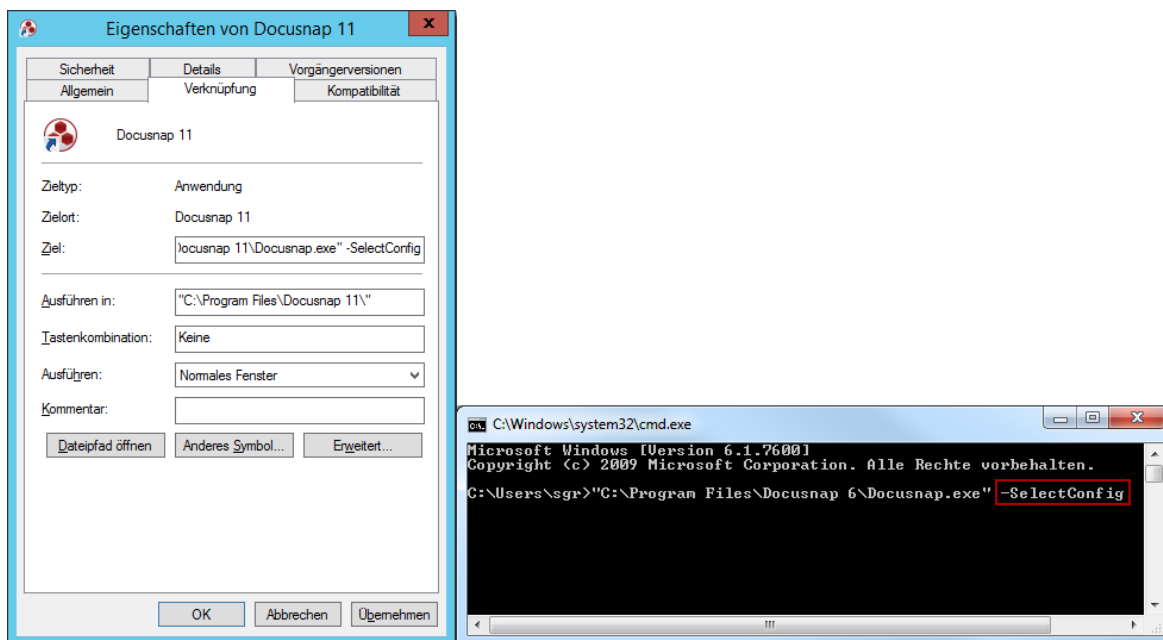 Eigenschaften von Docusnap 11
x
Sicherheit Details Vorgängerversionen
Allgemein Verknüpfung Kompatibilität
Docusnap 11
Zieltyp: Anwendung
Zielort: Docusnap 11
Ziel: Docusnap 11\Docusnap.exe" -SelectConfig
Ausführen in: "C:\Program Files\Docusnap 11\"
Tastenkombination: Keine
Ausführen: Normales Fenster
Kommentar:
Dateipfad öffnen Anderes Symbol... Erweitert...
OK Abbrechen Übernehmen
C:\Windows\system32\cmd.exe
Microsoft Windows [Version 6.1.7600]
Copyright (c) 2009 Microsoft Corporation. Alle Rechte vorbehalten.
C:\Users\sgr>"C:\Program Files\Docusnap 6\Docusnap.exe" -SelectConfig